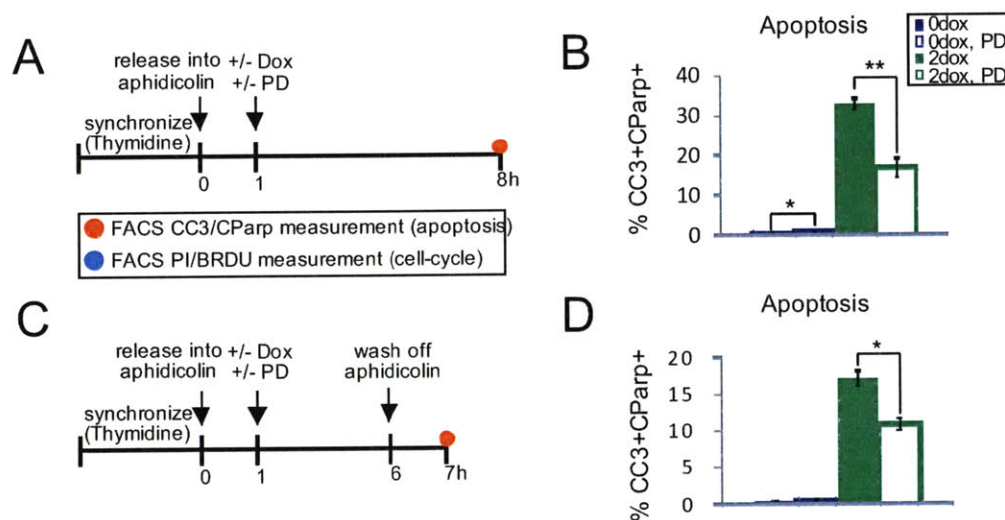 A
release into +/- Dox
aphidicolin +/- PD
synchronize
(Thymidine)
0 1 8h
FACS CC3/CParp measurement (apoptosis)
FACS PI/BRDU measurement (cell-cycle)
B
Apoptosis
0dox
0dox, PD
2dox
2dox, PD
% CC3+CParp+
40
30
20
10
0
*
**
C
release into +/- Dox wash off
aphidicolin +/- PD aphidicolin
synchronize
(Thymidine)
0 1 6 7h
D
Apoptosis
% CC3+CParp+
20
15
10
5
0
*